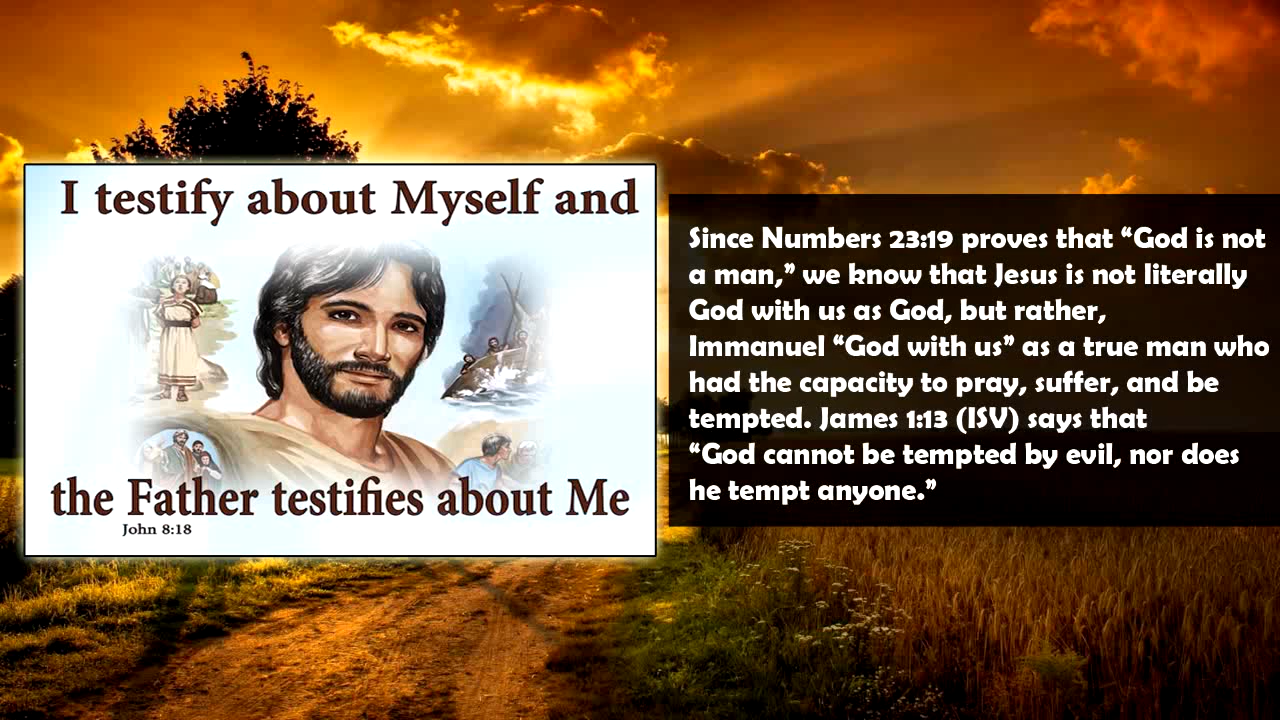 I testify about Myself and
the Father testifies about Me
John 8:18
Since Numbers 23:19 proves that “God is not
a man,” we know that Jesus is not literally
God with us as God, but rather,
Immanuel “God with us” as a true man who
had the capacity to pray, suffer, and be
tempted. James 1:13 (ISV) says that
“God cannot be tempted by evil, nor does
he tempt anyone.”